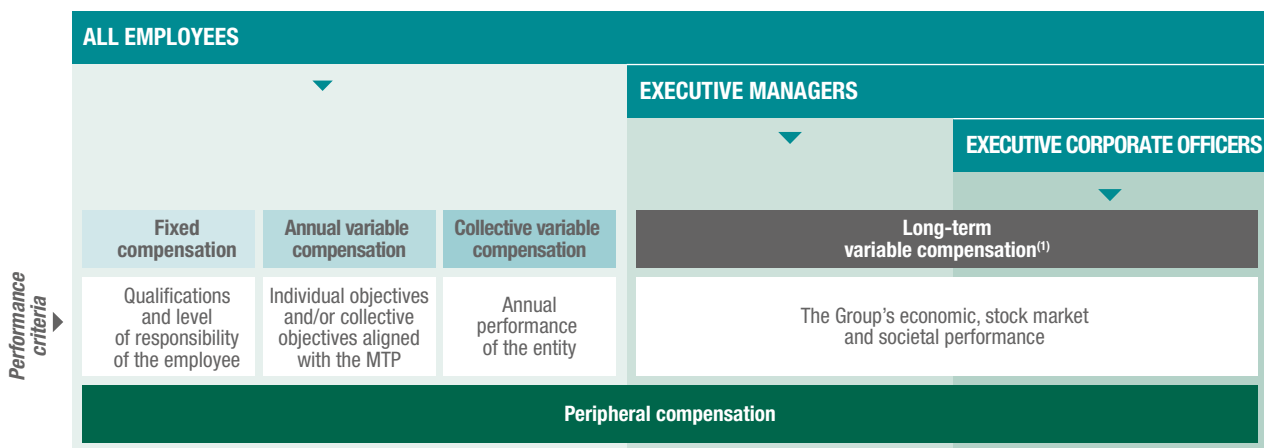 ALL EMPLOYEES
EXECUTIVE MANAGERS
EXECUTIVE CORPORATE OFFICERS
Fixed
compensation
Annual variable
compensation
Collective variable
compensation
Long-term
variable compensation(1)
Performance
criteria
Qualifications
and level
of responsibility
of the employee
Individual objectives
and/or collective
objectives aligned
with the MTP
Annual
performance
of the entity
The Group’s economic, stock market
and societal performance
Peripheral compensation